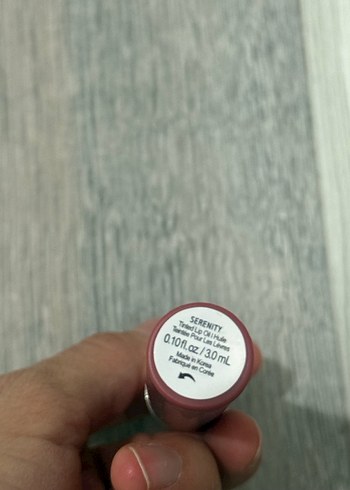 SERENITY
Tinted Lip Oil | Huile
Teintée Pour Les Lèvres
0.10 fl. oz. / 3.0 mL
Made in Korea
Fabriqué en Corée